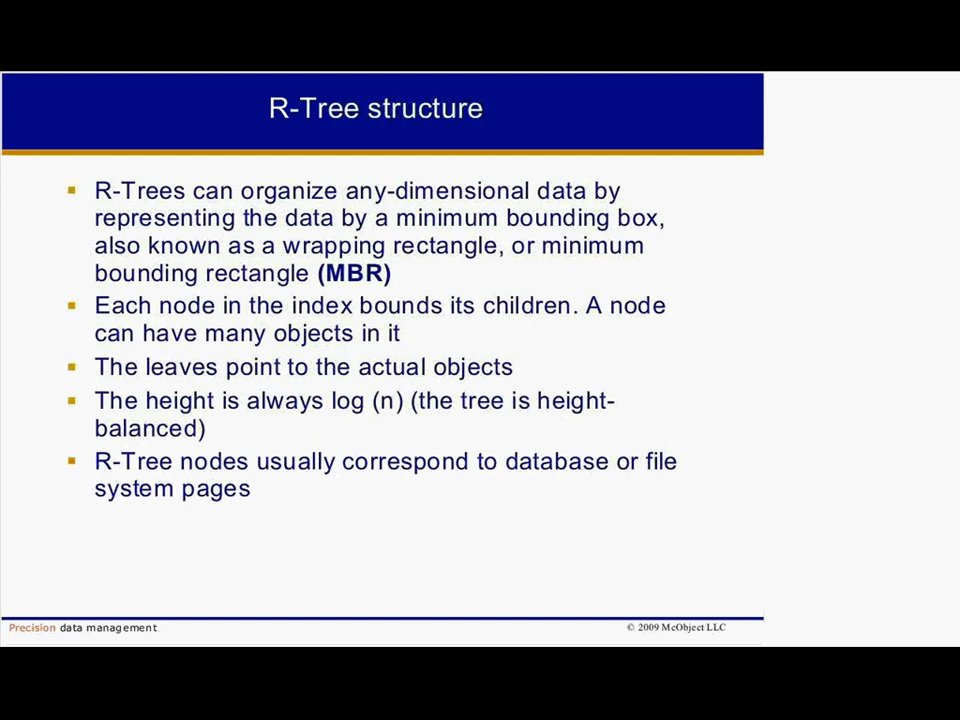 R-Tree structure
R-Trees can organize any-dimensional data by
representing the data by a minimum bounding box,
also known as a wrapping rectangle, or minimum
bounding rectangle (MBR)
Each node in the index bounds its children. A node
can have many objects in it
The leaves point to the actual objects
The height is always log (n) (the tree is height-
balanced)
R-Tree nodes usually correspond to database or file
system pages
Precision data management
© 2009 McObject LLC